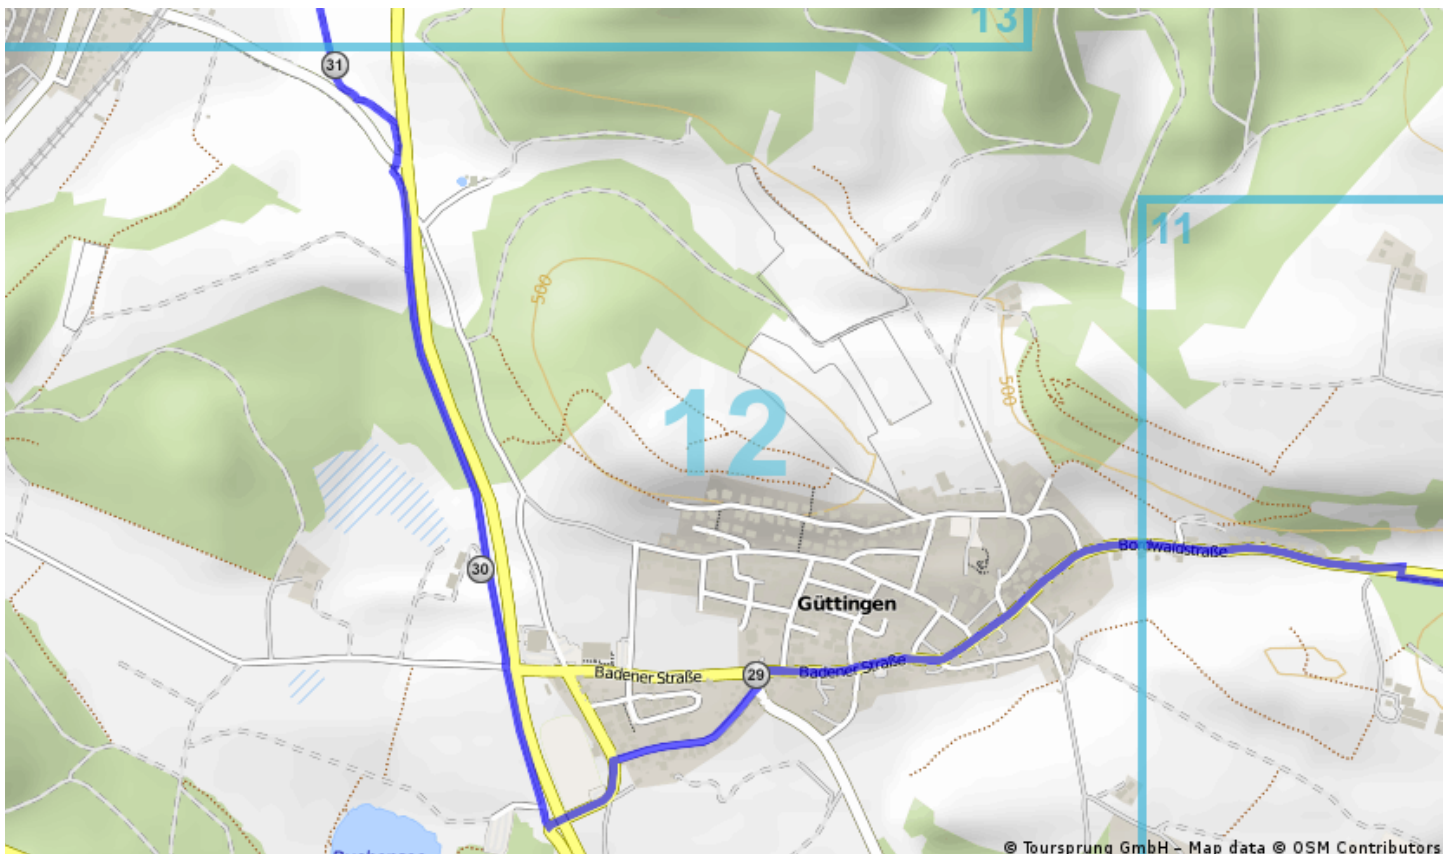 13
31
11
500
500
12
30
Bodwaldstraße
Güttingen
Badener Straße
29
Badener Straße
© Toursprung GmbH – Map data © OSM Contributors